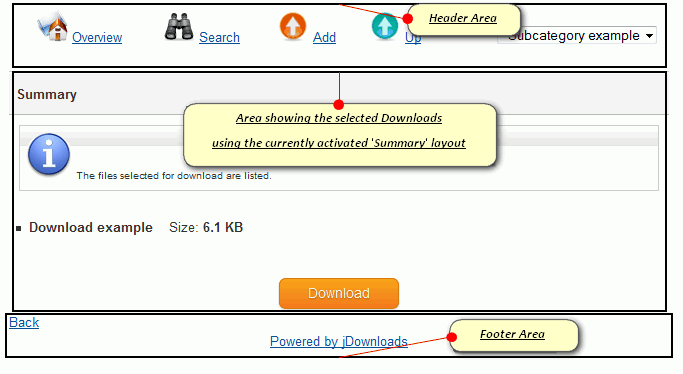 Header Area
Overview Search Add Up Subcategory example
Summary
Area showing the selected Downloads
using the currently activated 'Summary' layout
The files selected for download are listed.
Download example Size: 6.1 KB
Download
Back
Footer Area
Powered by jDownloads